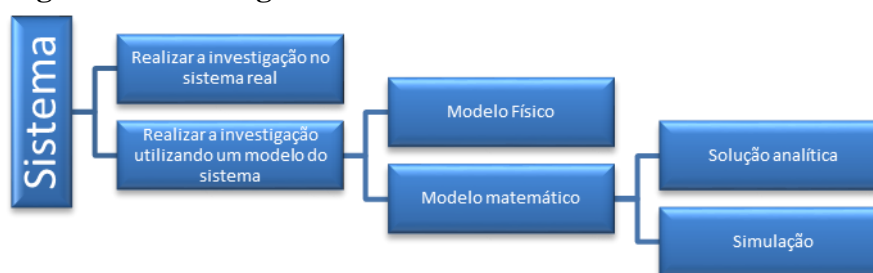 Sistema
Realizar a investigação no
sistema real
Realizar a investigação
utilizando um modelo do
sistema
Modelo Físico
Modelo matemático
Solução analítica
Simulação